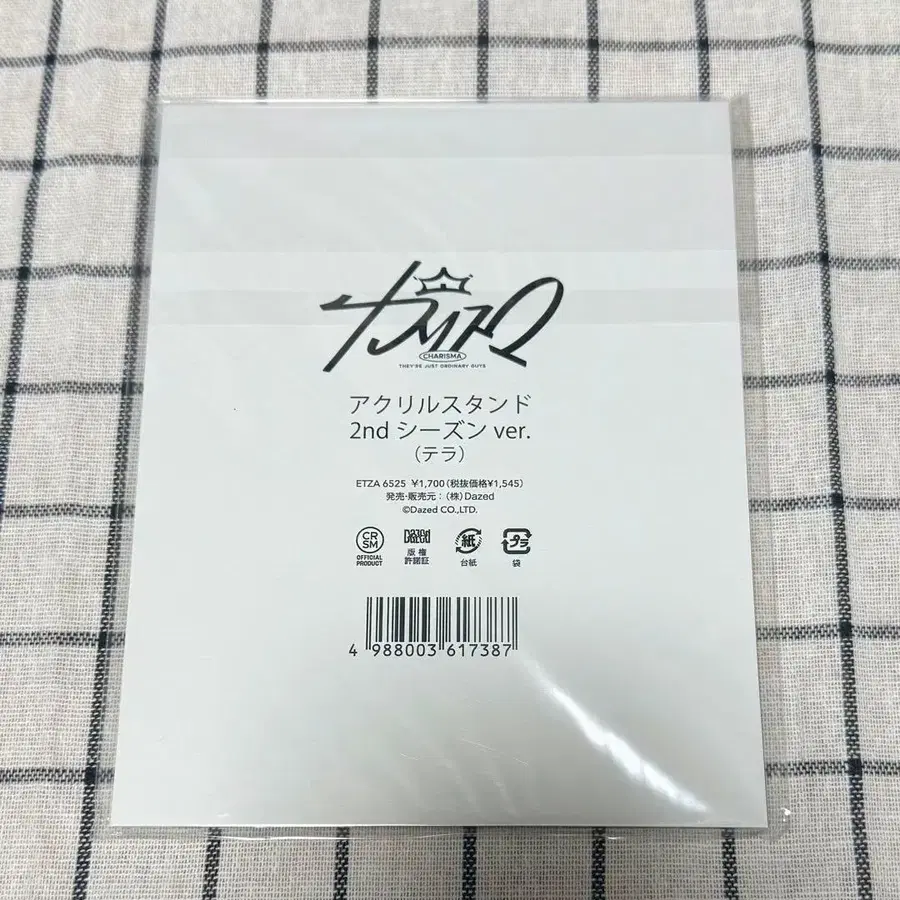 カリスマ
CHARISMA
THEY'RE JUST ORDINARY GUYS
アクリルスタンド
2nd シーズン ver.
（テラ）
ETZA 6525 ¥1,700（税抜価格¥1,545）
発売・販売元：（株）Dazed
©Dazed CO.,LTD.
CRSM
OFFICIAL PRODUCT
Dazed
版権許諾証
紙
台紙
プラ
袋
4 988003 617387